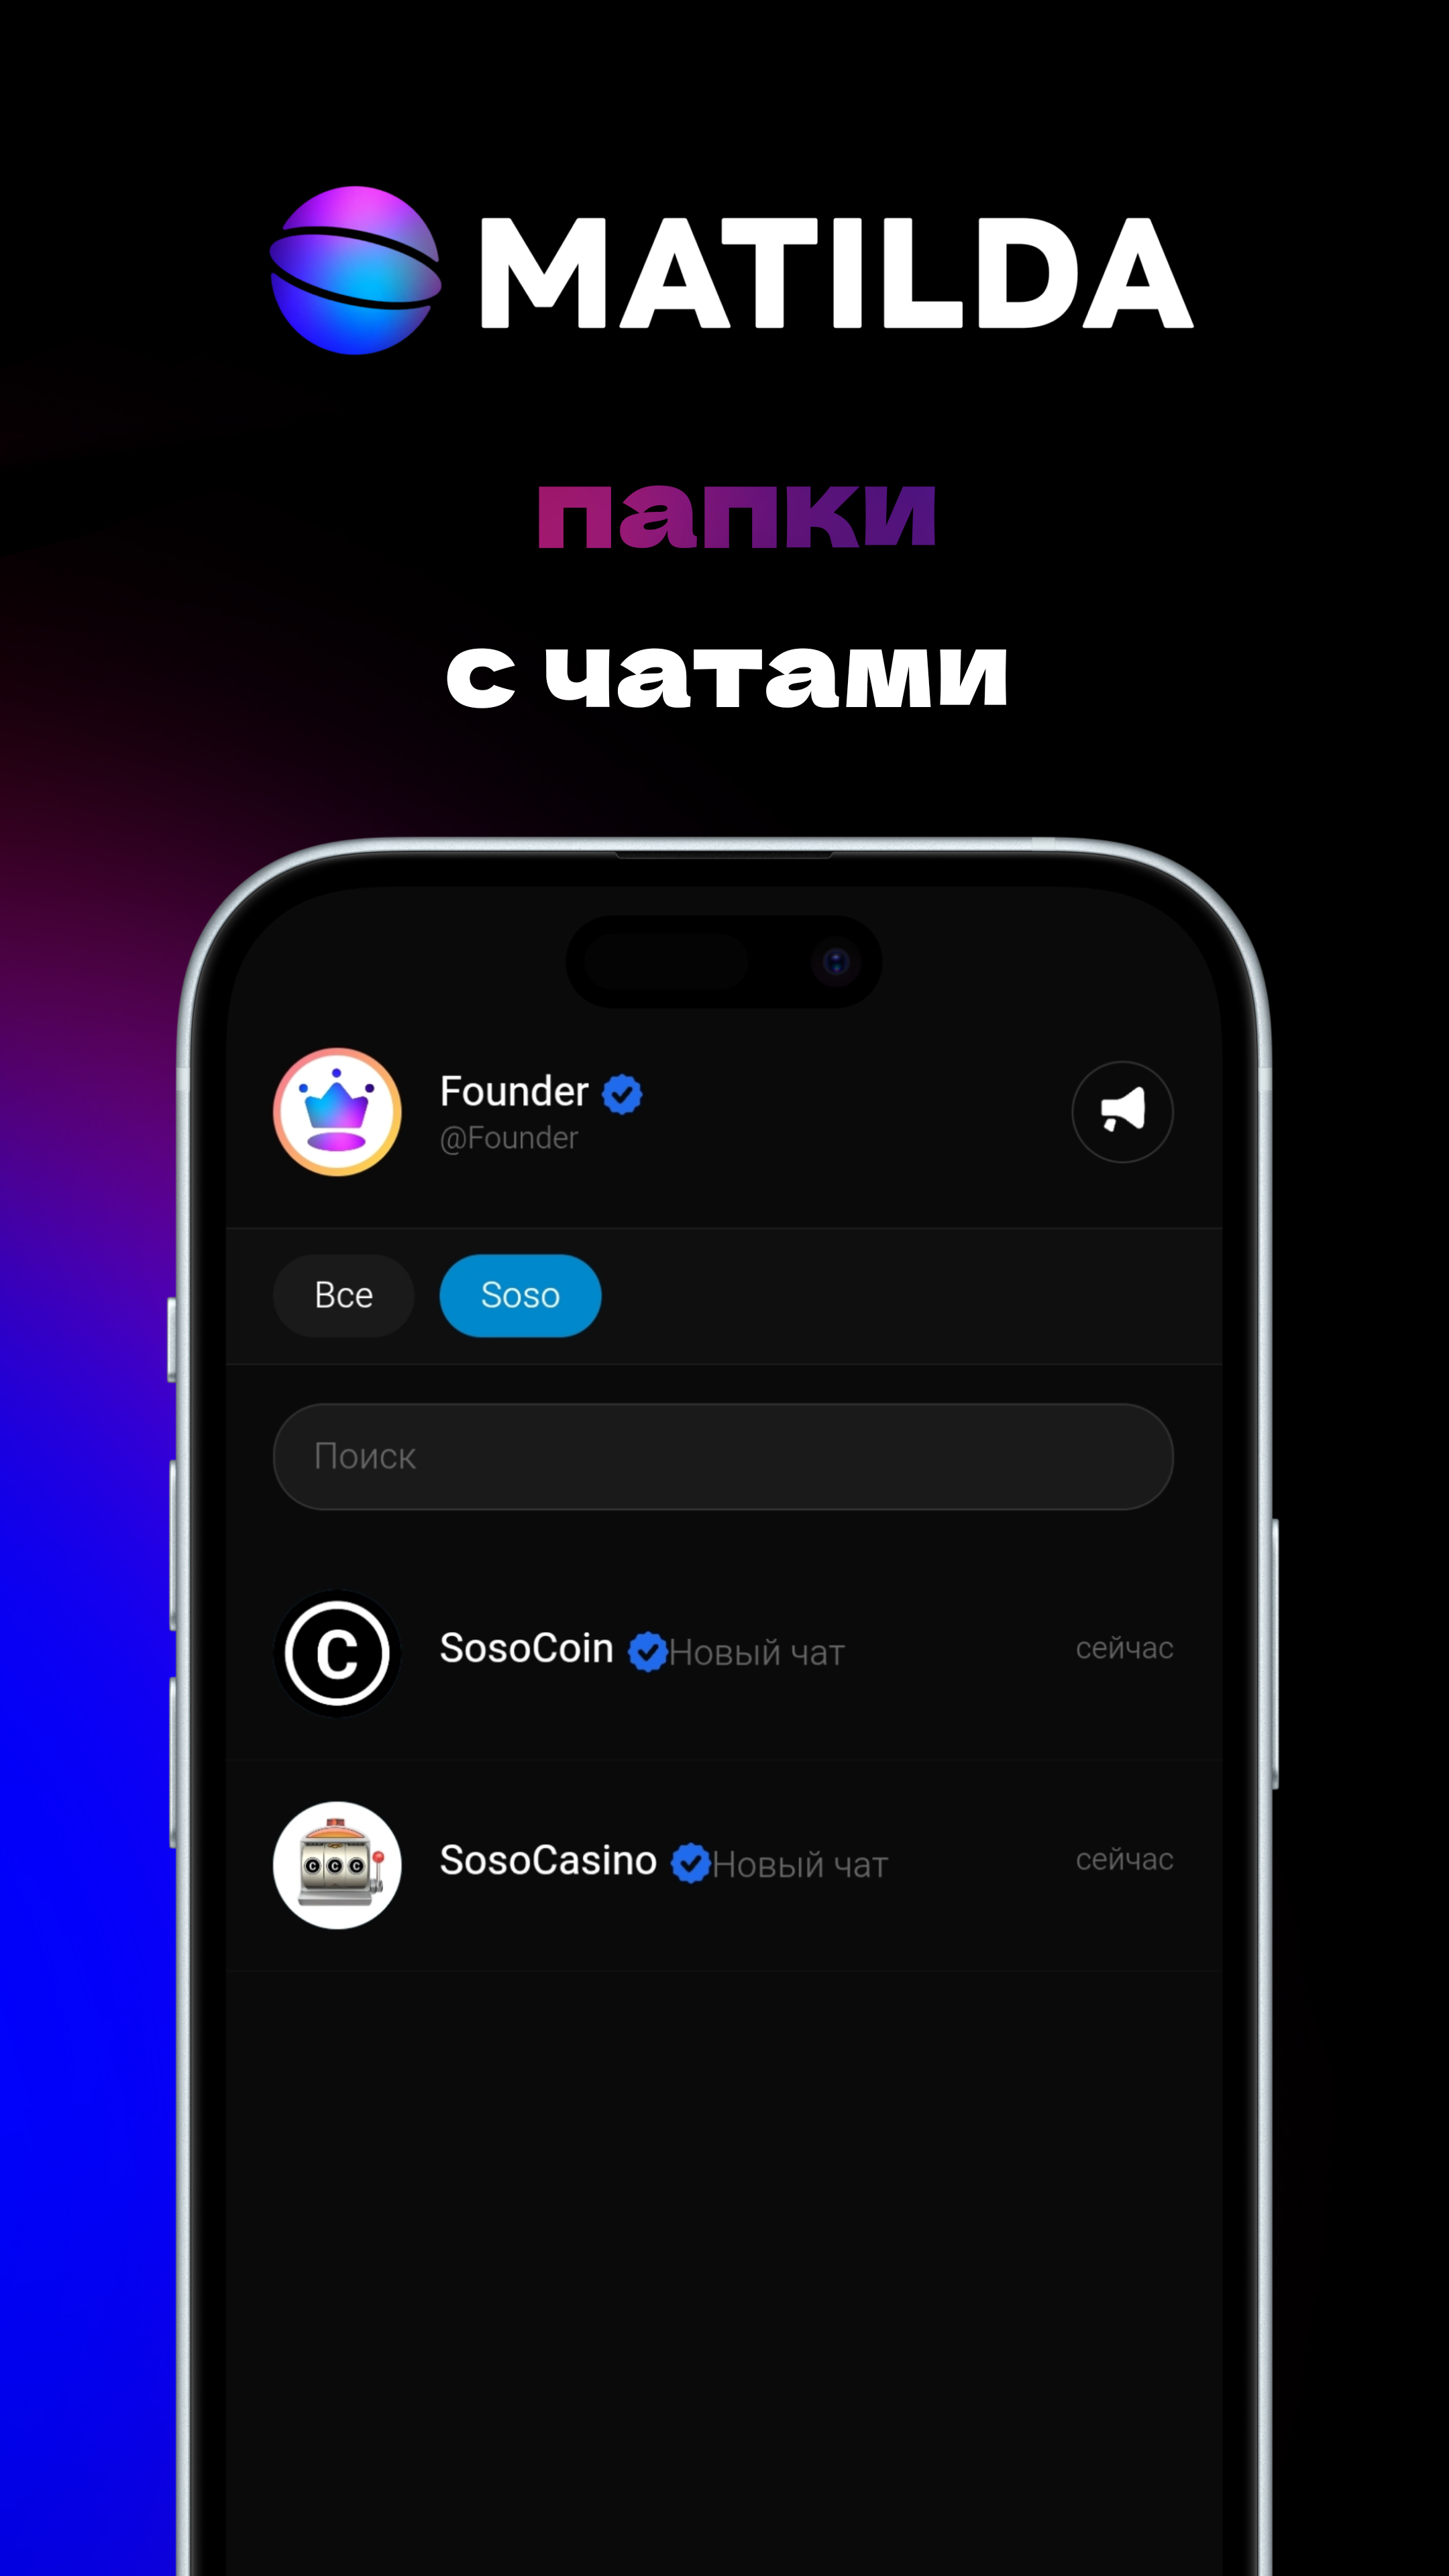 MATILDA
папки
с чатами
Founder
@Founder
Все Soso
Поиск
SosoCoin Новый чат сейчас
SosoCasino Новый чат сейчас